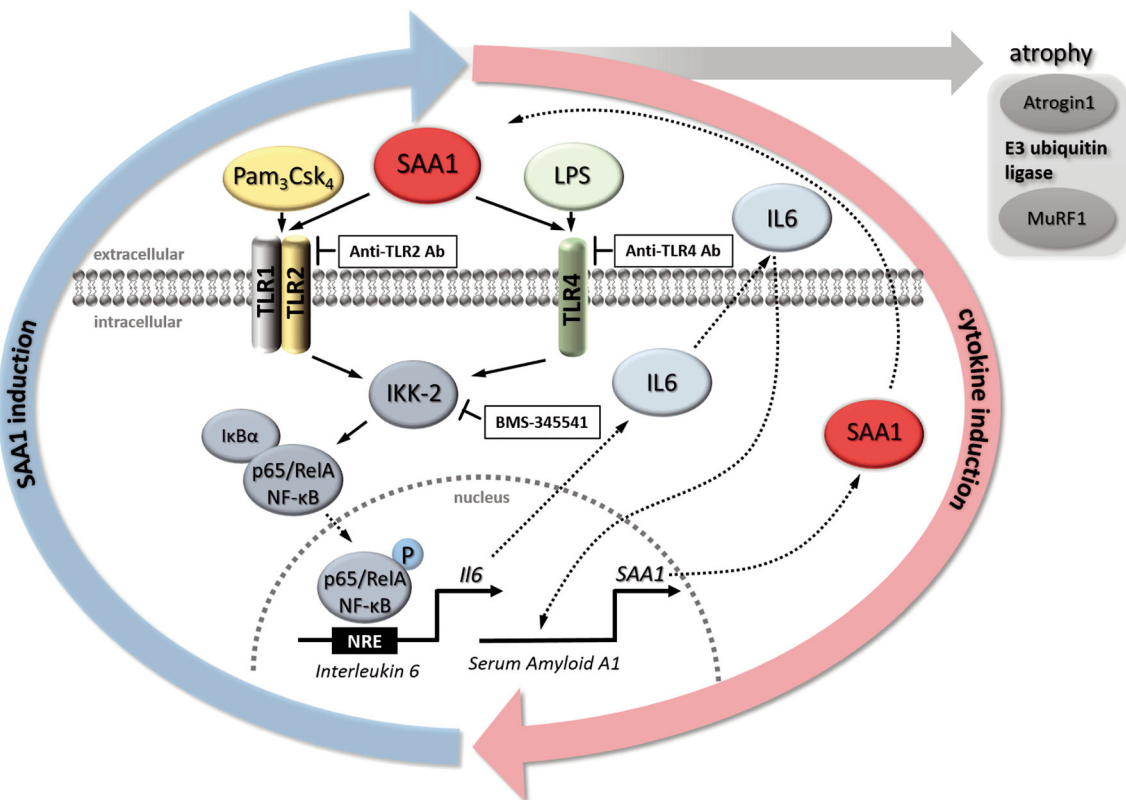 atrophy
Atrogin1
E3 ubiquitin
ligase
MuRF1
SAA1
Pam₃Csk₄
LPS
IL6
Anti-TLR2 Ab
Anti-TLR4 Ab
extracellular
intracellular
TLR1
TLR2
TLR4
SAA1 induction
cytokine induction
IKK-2
IL6
BMS-345541
SAA1
IκBα
p65/RelA
NF-κB
nucleus
P
p65/RelA
NF-κB
Il6
SAA1
NRE
Interleukin 6
Serum Amyloid A1